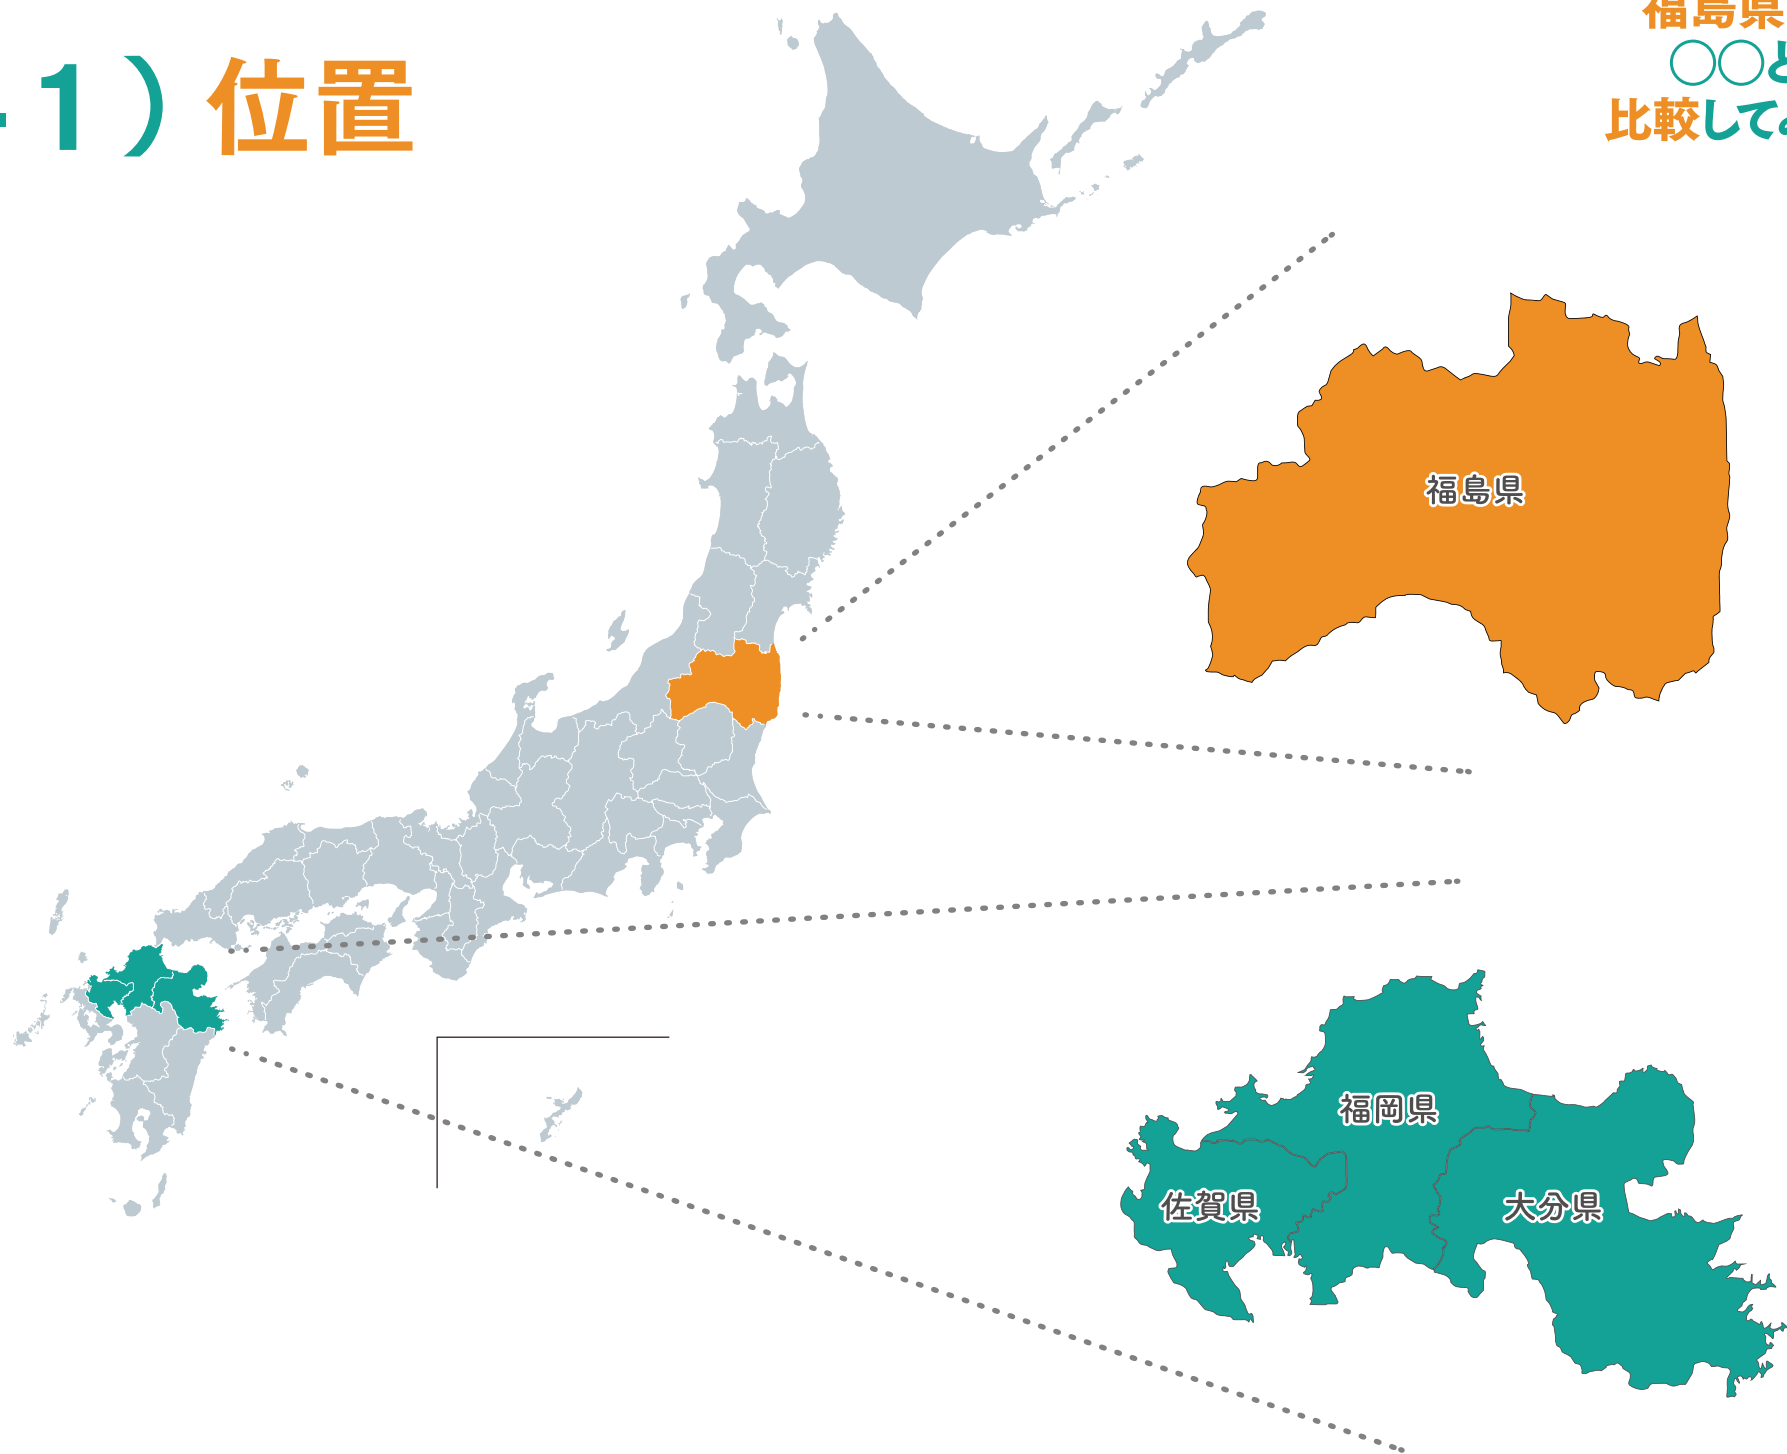 -1）位置
福島県
○○と
比較して
福島県
福岡県
佐賀県
大分県